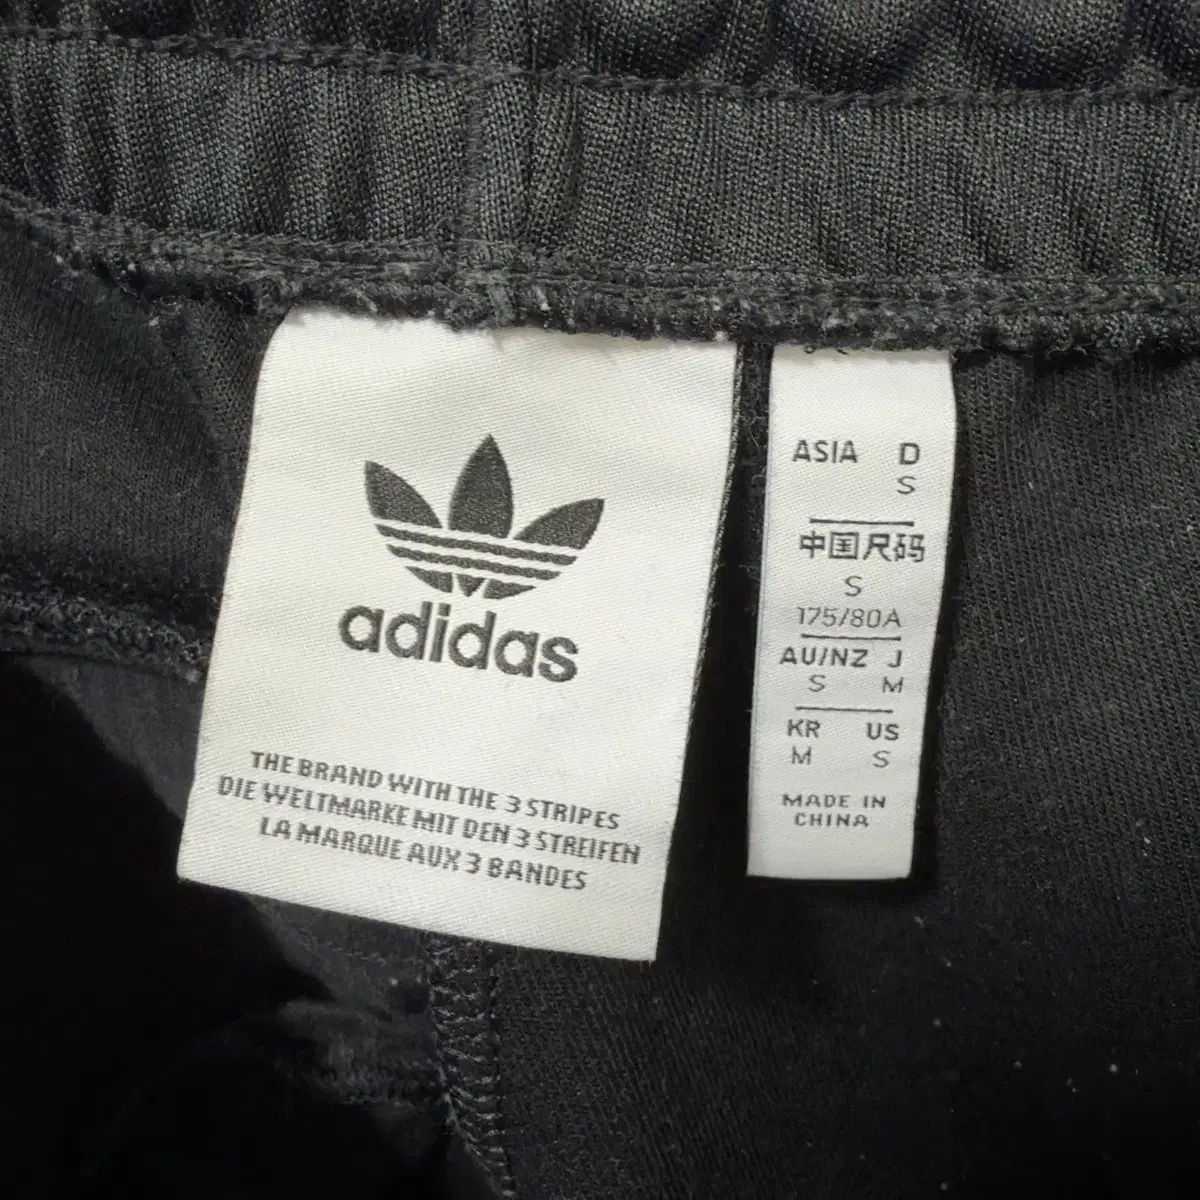 adidas
THE BRAND WITH THE 3 STRIPES
DIE WELTMARKE MIT DEN 3 STREIFEN
LA MARQUE AUX 3 BANDES
ASIA D
S
中国尺码
S
175/80A
AU/NZ J
S M
KR US
M S
MADE IN
CHINA